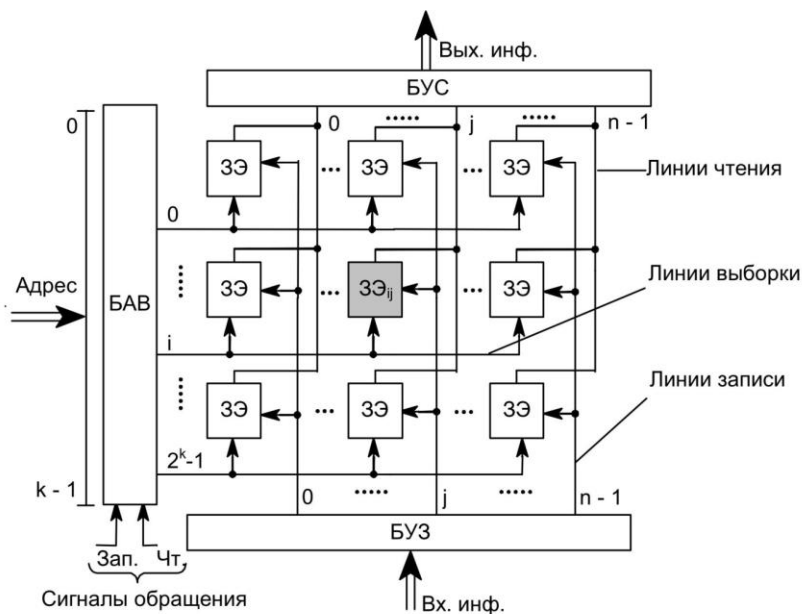 Вых. инф.
БУС
0
0
j
n - 1
ЗЭ
...
ЗЭ
...
ЗЭ
Линии чтения
0
Адрес
БАВ
ЗЭ
...
ЗЭij
...
ЗЭ
Линии выборки
i
ЗЭ
...
ЗЭ
...
ЗЭ
Линии записи
2k-1
k - 1
0
j
n - 1
БУЗ
Зап.
Чт.
Сигналы обращения
Вх. инф.